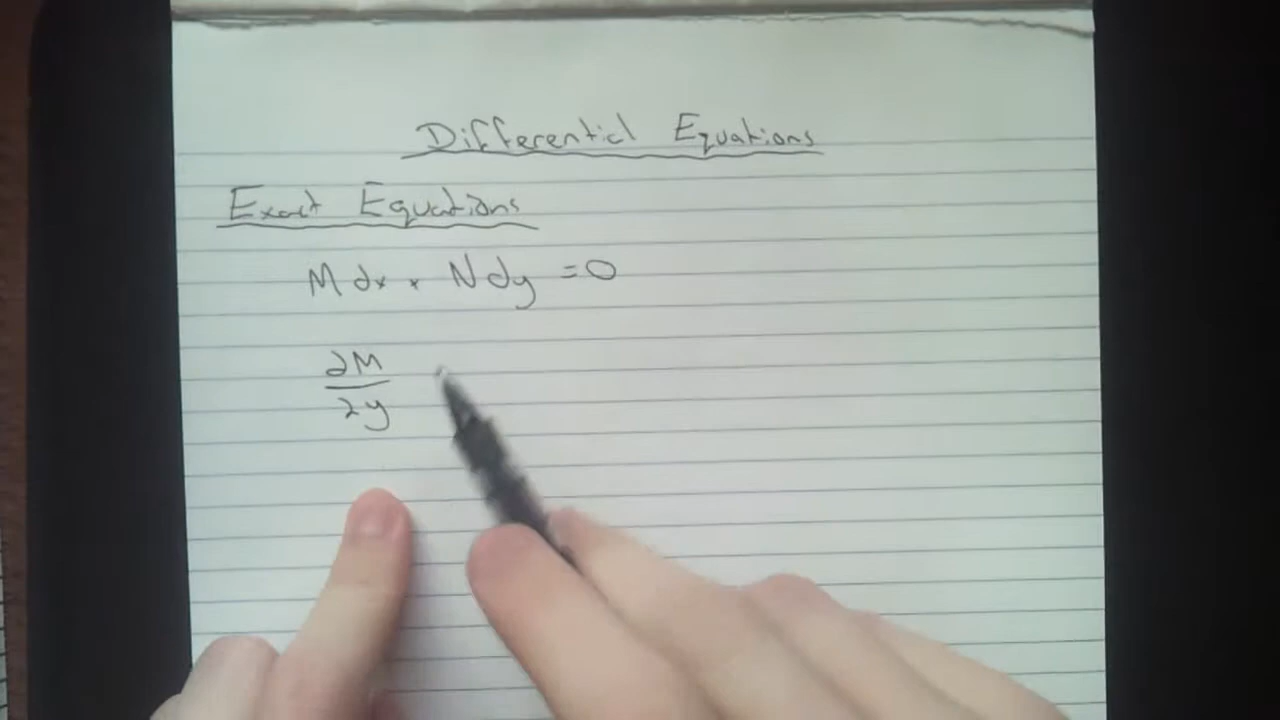 Differential Equations
Exact Equations
M dx + N dy = 0
∂M
∂y